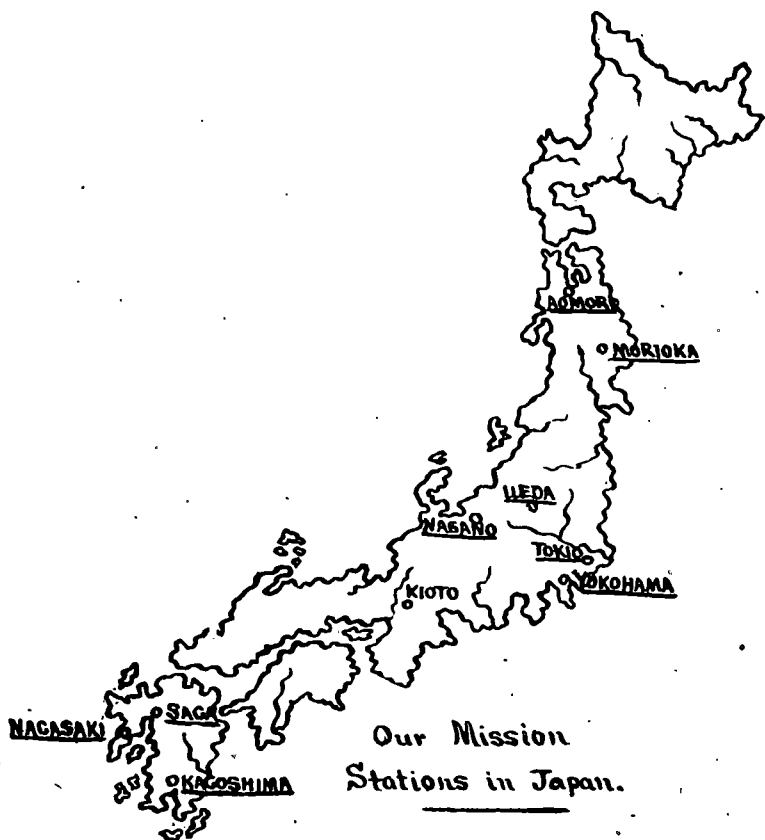 AOMORI
MORIOKA
UEDA
NAGANO
TOKIO
YOKOHAMA
KIOTO
SAGA
NAGASAKI
KAGOSHIMA
Our Mission
Stations in Japan.